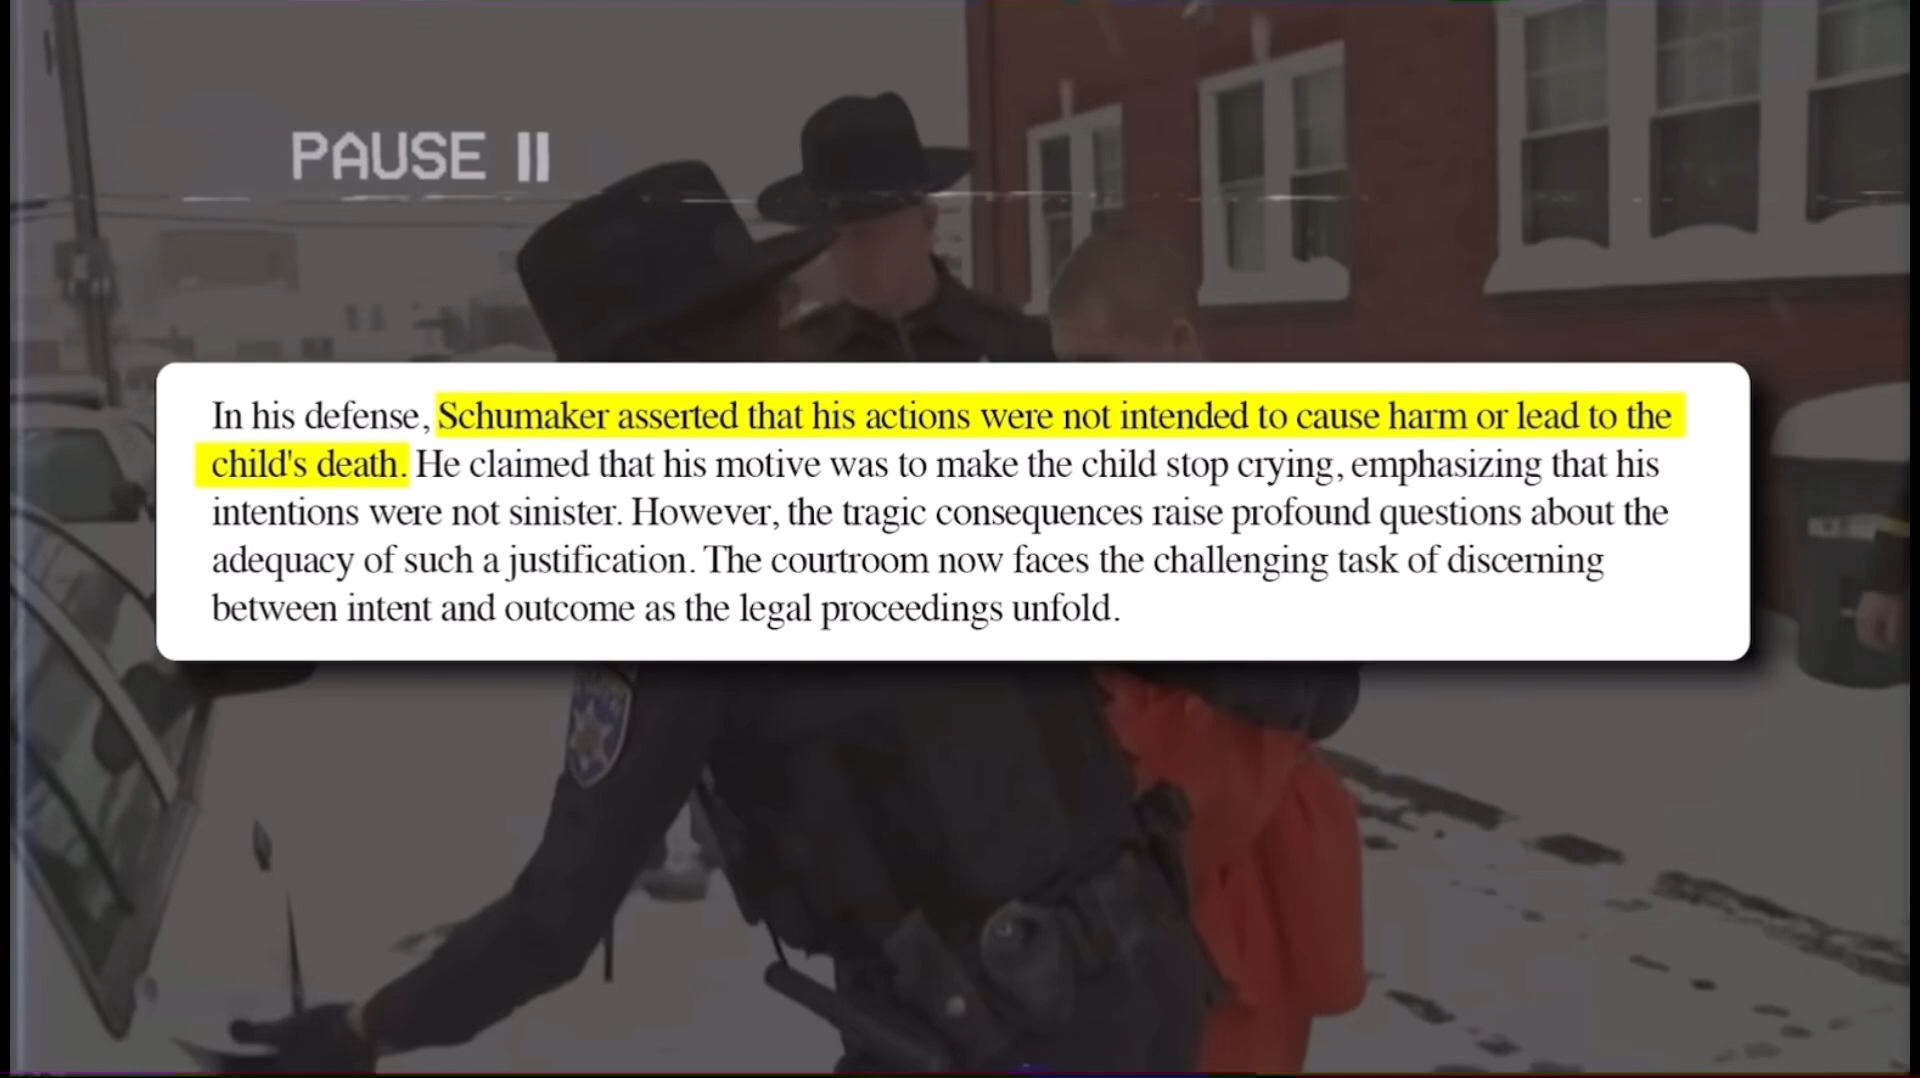 PAUSE II
In his defense, Schumaker asserted that his actions were not intended to cause harm or lead to the
child's death. He claimed that his motive was to make the child stop crying, emphasizing that his
intentions were not sinister. However, the tragic consequences raise profound questions about the
adequacy of such a justification. The courtroom now faces the challenging task of discerning
between intent and outcome as the legal proceedings unfold.